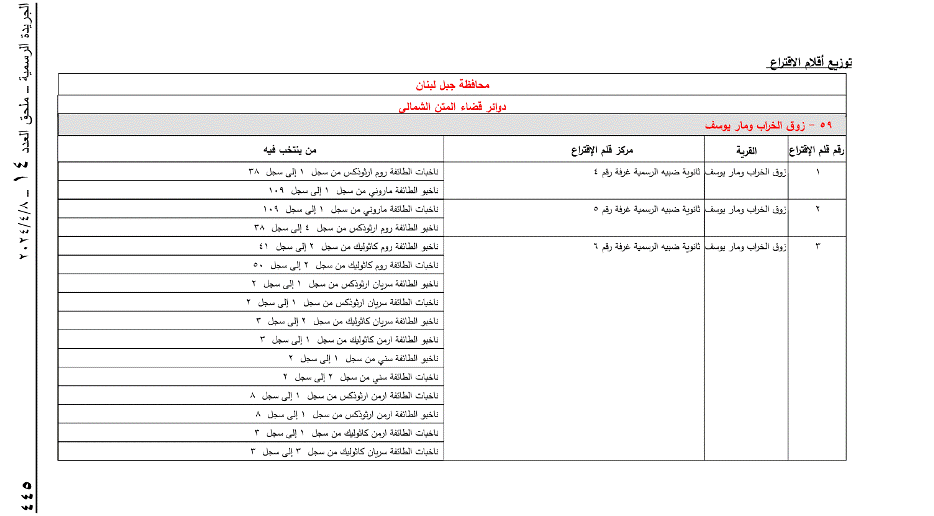 الجريدة الرسمية – ملحق العدد ١٤ – ٢٠٢٤/٤/٨
توزيع أقلام الاقتراع
محافظة جبل لبنان
دوائر قضاء المتن الشمالي
٥٩ - زوق الخراب ومار يوسف
رقم قلم الإقتراع القرية مركز قلم الإقتراع من ينتخب فيه
١ زوق الخراب ومار يوسف ثانوية ضبيه الرسمية غرفة رقم ٤ ناخبات الطائفة روم ارثوذكس من سجل ١ إلى سجل ٣٨
ناخبو الطائفة ماروني من سجل ١ إلى سجل ١٠٩
٢ زوق الخراب ومار يوسف ثانوية ضبيه الرسمية غرفة رقم ٥ ناخبات الطائفة ماروني من سجل ١ إلى سجل ١٠٩
ناخبو الطائفة روم ارثوذكس من سجل ٤ إلى سجل ٣٨
٣ زوق الخراب ومار يوسف ثانوية ضبيه الرسمية غرفة رقم ٦ ناخبو الطائفة روم كاثوليك من سجل ٢ إلى سجل ٤١
ناخبات الطائفة روم كاثوليك من سجل ٢ إلى سجل ٥٠
ناخبو الطائفة سريان ارثوذكس من سجل ١ إلى سجل ٢
ناخبات الطائفة سريان ارثوذكس من سجل ١ إلى سجل ٢
ناخبو الطائفة سريان كاثوليك من سجل ٢ إلى سجل ٣
ناخبو الطائفة ارمن كاثوليك من سجل ١ إلى سجل ٣
ناخبو الطائفة سني من سجل ١ إلى سجل ٢
ناخبات الطائفة سني من سجل ٢ إلى سجل ٢
ناخبات الطائفة ارمن ارثوذكس من سجل ١ إلى سجل ٨
ناخبو الطائفة ارمن ارثوذكس من سجل ١ إلى سجل ٨
ناخبات الطائفة ارمن كاثوليك من سجل ١ إلى سجل ٣
ناخبات الطائفة سريان كاثوليك من سجل ٣ إلى سجل ٣
٤٤٥